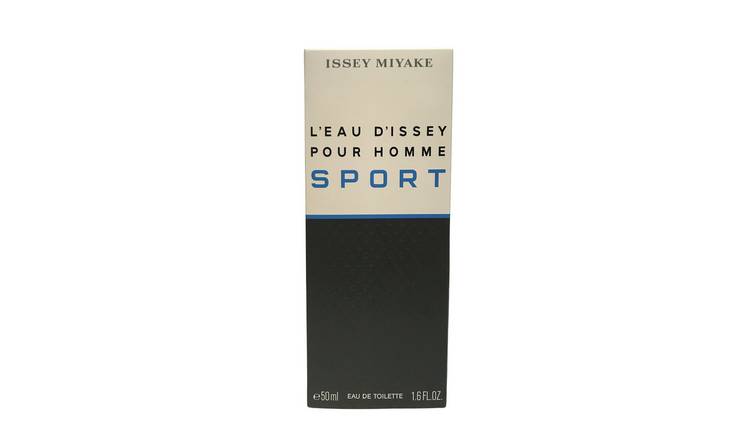 ISSEY MIYAKE
L'EAU D'ISSEY
POUR HOMME
SPORT
℮50ml EAU DE TOILETTE 1.6 FL.OZ.